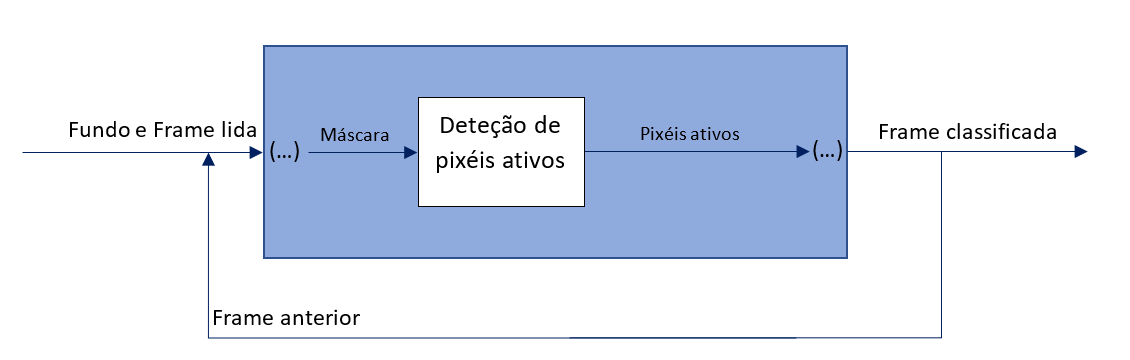 Fundo e Frame lida
(...)
Máscara
Deteção de
pixéis ativos
Pixéis ativos
(...)
Frame classificada
Frame anterior